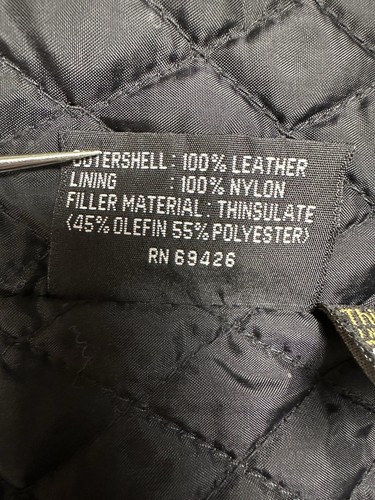 OUTERSHELL : 100% LEATHER
LINING : 100% NYLON
FILLER MATERIAL : THINSULATE
(45% OLEFIN 55% POLYESTER)
RN 69426